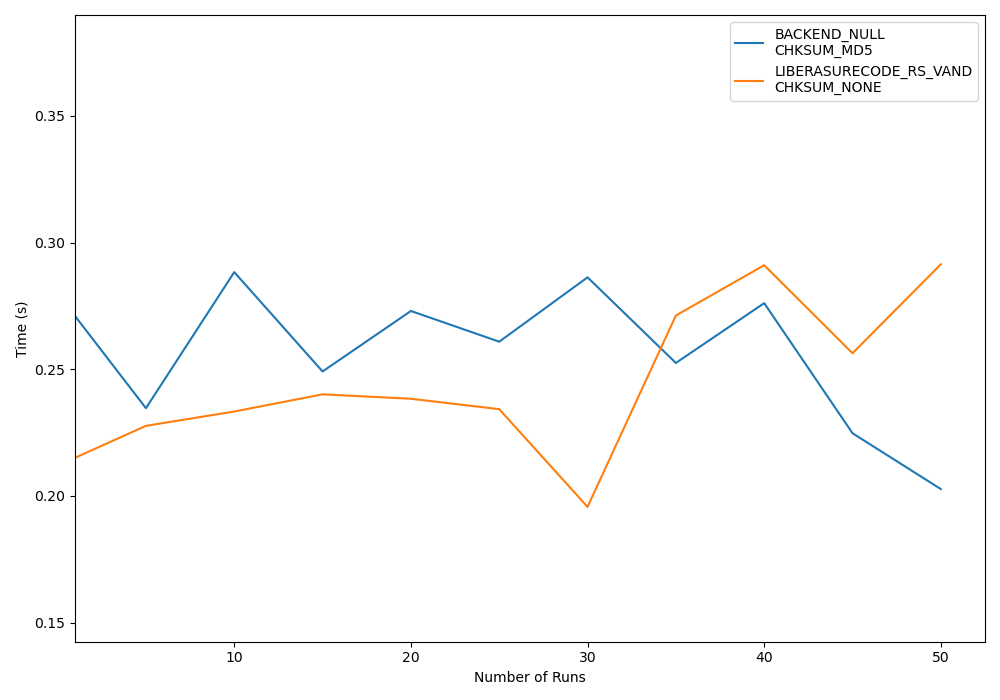 BACKEND_NULL
CHKSUM_MD5
LIBERASURECODE_RS_VAND
CHKSUM_NONE
0.35
0.30
0.25
0.20
0.15
Time (s)
10 20 30 40 50
Number of Runs